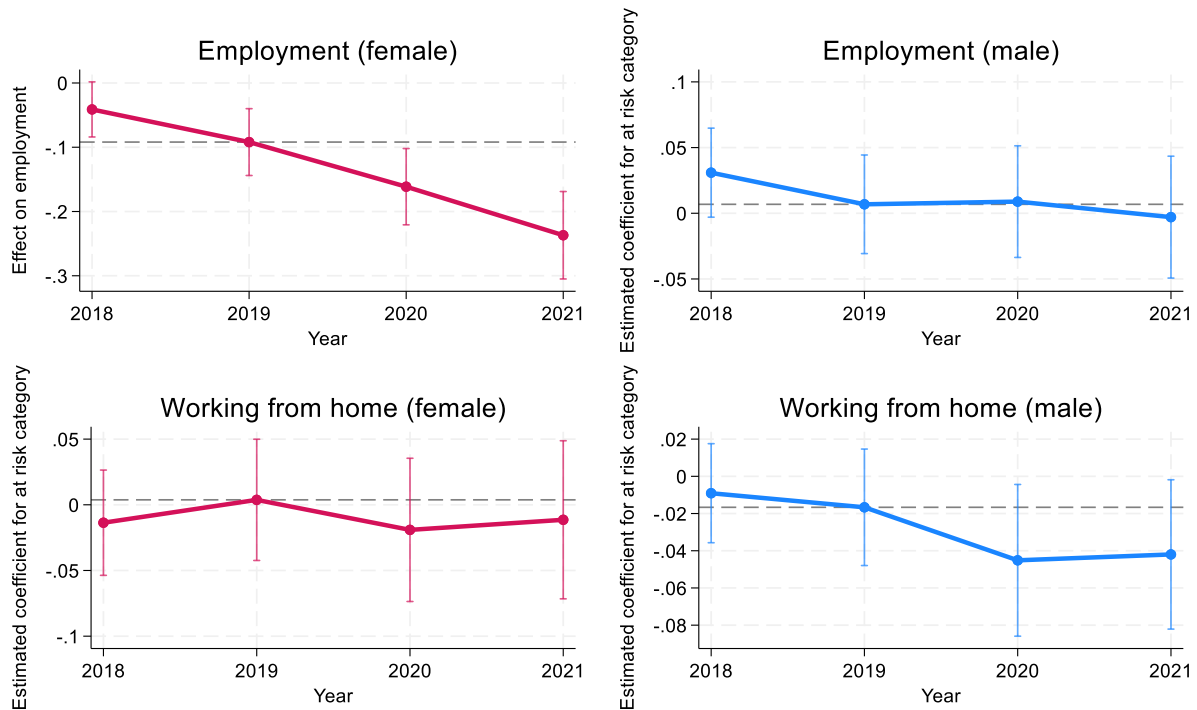 Employment (female)
Effect on employment
0
-.1
-.2
-.3
2018 2019 2020 2021
Year
Employment (male)
Estimated coefficient for at risk category
.1
.05
0
-.05
2018 2019 2020 2021
Year
Working from home (female)
Estimated coefficient for at risk category
.05
0
-.05
-.1
2018 2019 2020 2021
Year
Working from home (male)
Estimated coefficient for at risk category
.02
0
-.02
-.04
-.06
-.08
2018 2019 2020 2021
Year